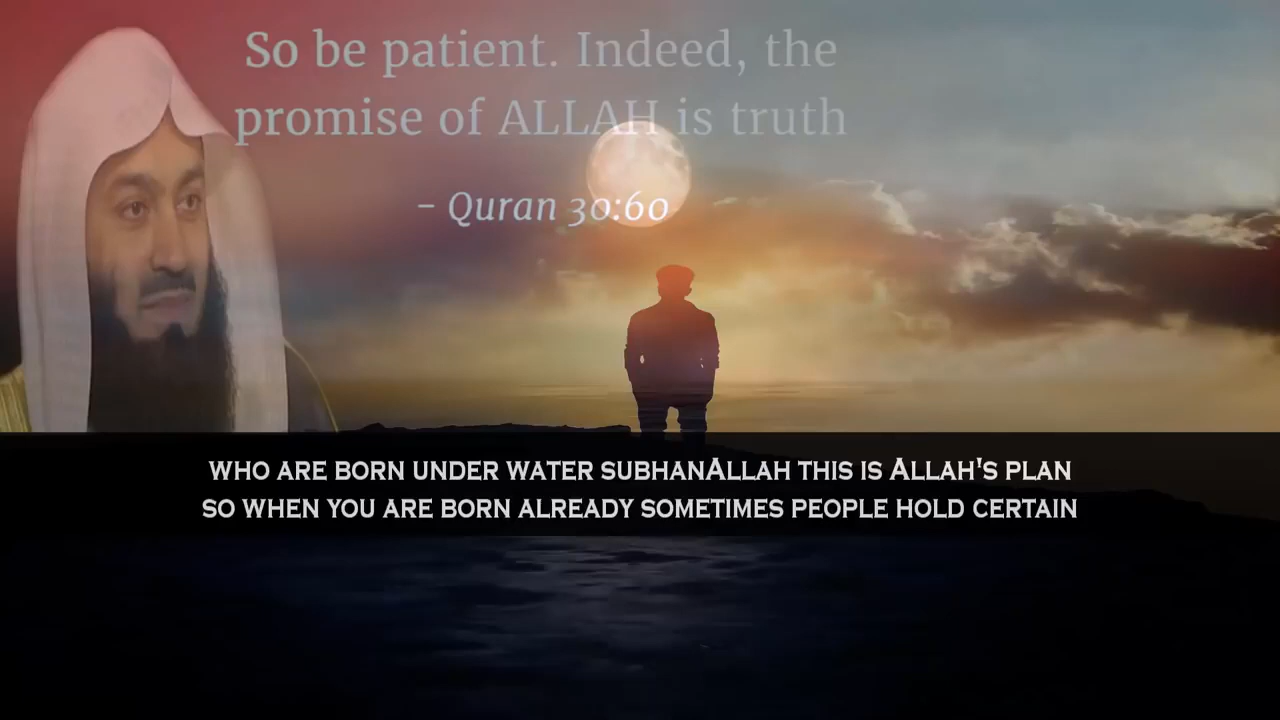 So be patient. Indeed, the
promise of ALLAH is truth
– Quran 30:60
WHO ARE BORN UNDER WATER SUBHANALLAH THIS IS ALLAH'S PLAN
SO WHEN YOU ARE BORN ALREADY SOMETIMES PEOPLE HOLD CERTAIN